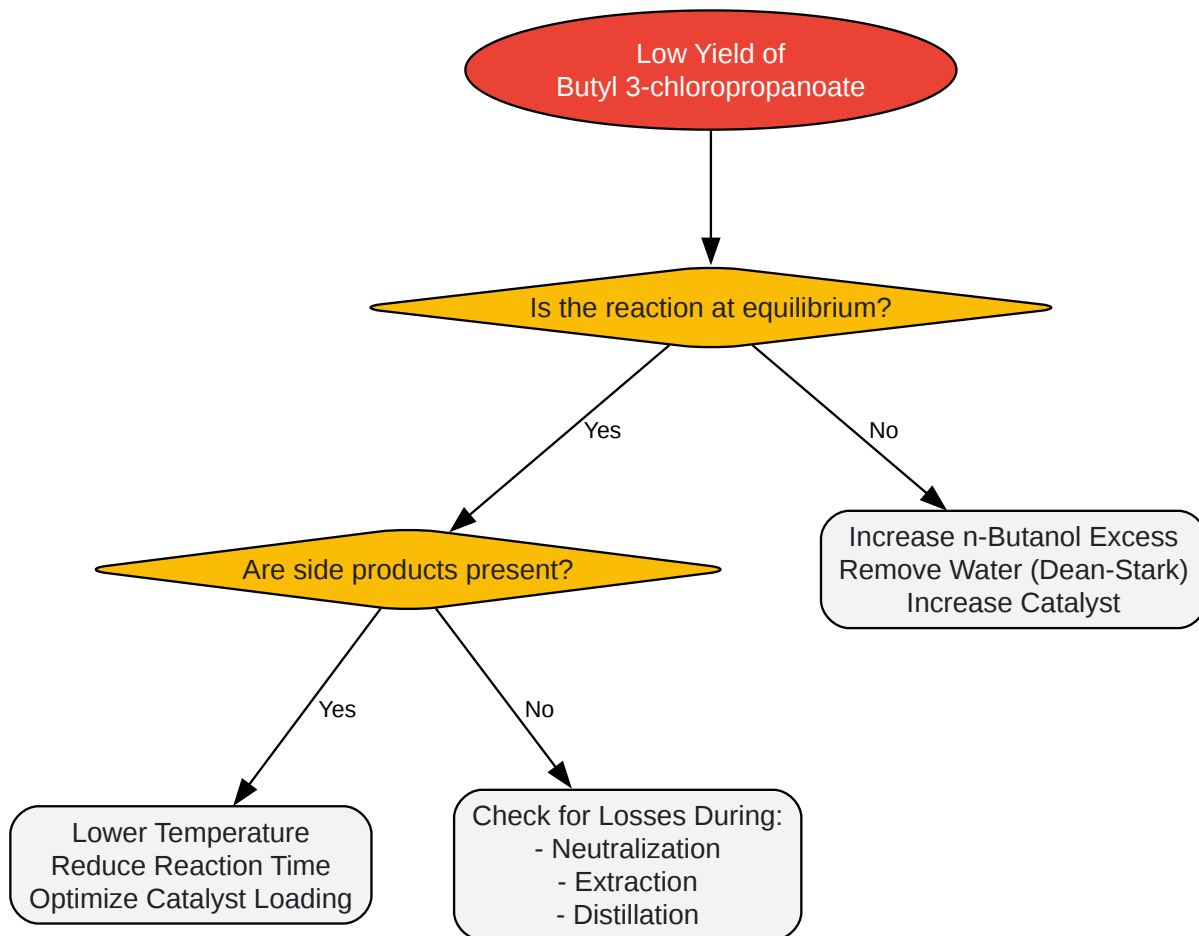 Low Yield of
Butyl 3-chloropropanoate
Is the reaction at equilibrium?
Yes
No
Are side products present?
Increase n-Butanol Excess
Remove Water (Dean-Stark)
Increase Catalyst
Yes
No
Lower Temperature
Reduce Reaction Time
Optimize Catalyst Loading
Check for Losses During:
- Neutralization
- Extraction
- Distillation